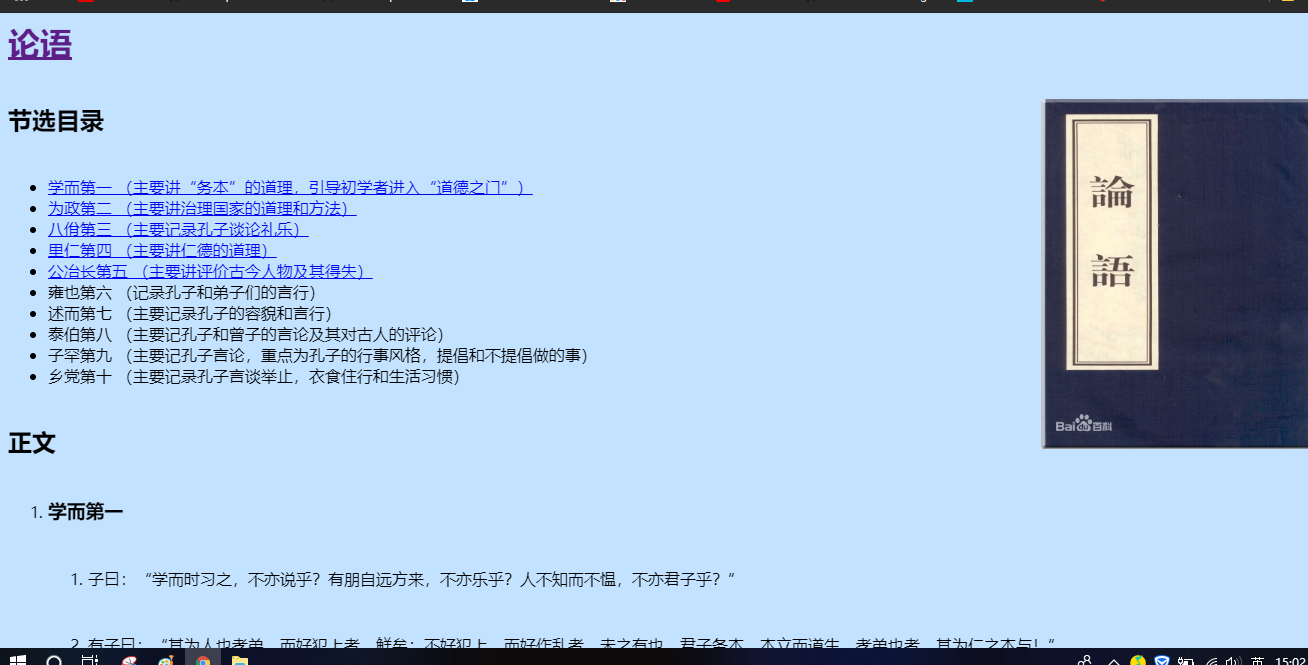 论语
节选目录
学而第一 （主要讲“务本”的道理，引导初学者进入“道德之门”）
为政第二 （主要讲治理国家的道理和方法）
八佾第三 （主要记录孔子谈论礼乐）
里仁第四 （主要讲仁德的道理）
公冶长第五 （主要讲评价古今人物及其得失）
雍也第六 （记录孔子和弟子们的言行）
述而第七 （主要记录孔子的容貌和言行）
泰伯第八 （主要记孔子和曾子的言论及其对古人的评论）
子罕第九 （主要记孔子言论，重点为孔子的行事风格，提倡和不提倡做的事）
乡党第十 （主要记录孔子言谈举止，衣食住行和生活习惯）
論
語
Bai du 百科
正文
1. 学而第一
1. 子曰：“学而时习之，不亦说乎？有朋自远方来，不亦乐乎？人不知而不愠，不亦君子乎？”
2. 有子曰：“其为人也孝弟，而好犯上者，鲜矣；不好犯上，而好作乱者，未之有也。君子务本，本立而道生。孝弟也者，其为仁之本与！”
英
15:02